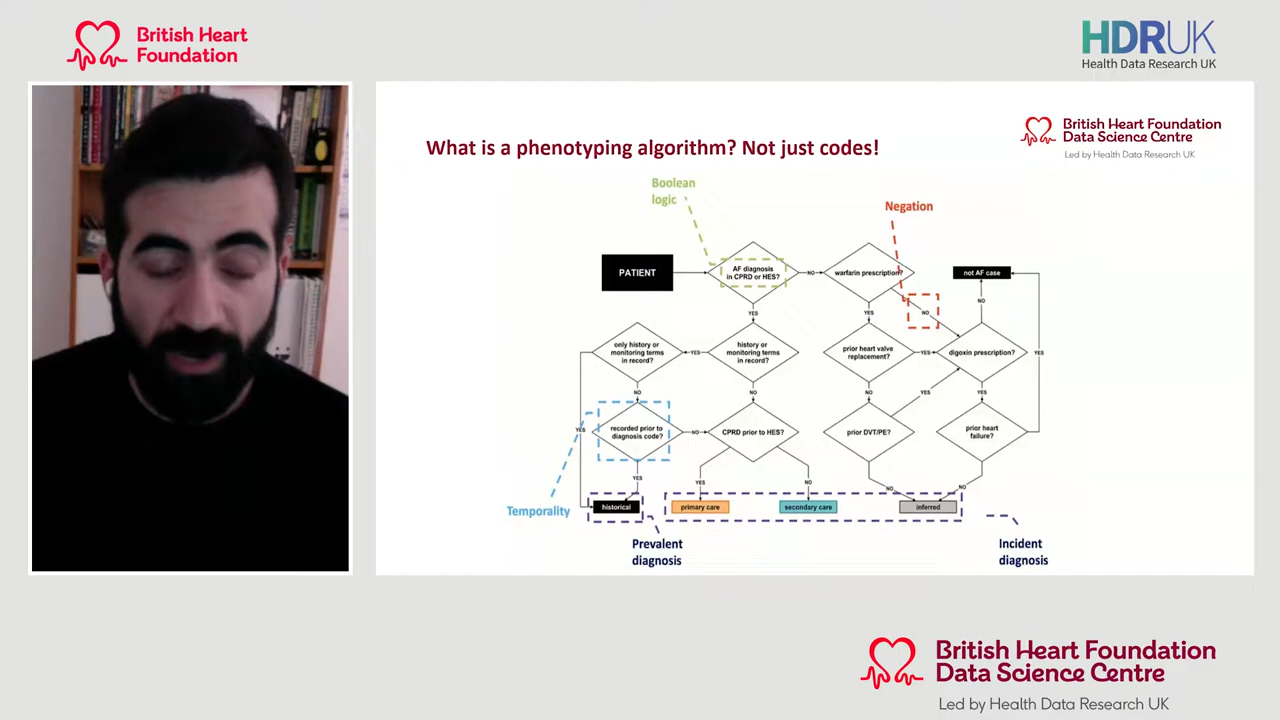 British Heart
Foundation
HDRUK
Health Data Research UK
British Heart Foundation
Data Science Centre
Led by Health Data Research UK
What is a phenotyping algorithm? Not just codes!
Boolean
logic
Negation
PATIENT
AF diagnosis
in CPRD or HES?
NO
warfarin prescription?
not AF case
YES
YES
NO
NO
only history or
monitoring terms
in record?
YES
history or
monitoring terms
in record?
prior heart valve
replacement?
YES
digoxin prescription?
YES
NO
NO
NO
YES
YES
YES
recorded prior to
diagnosis code?
NO
CPRD prior to HES?
prior DVT/PE?
prior heart
failure?
YES
YES
NO
NO
NO
Temporality
historical
primary care
secondary care
inferred
Prevalent
diagnosis
Incident
diagnosis
British Heart Foundation
Data Science Centre
Led by Health Data Research UK